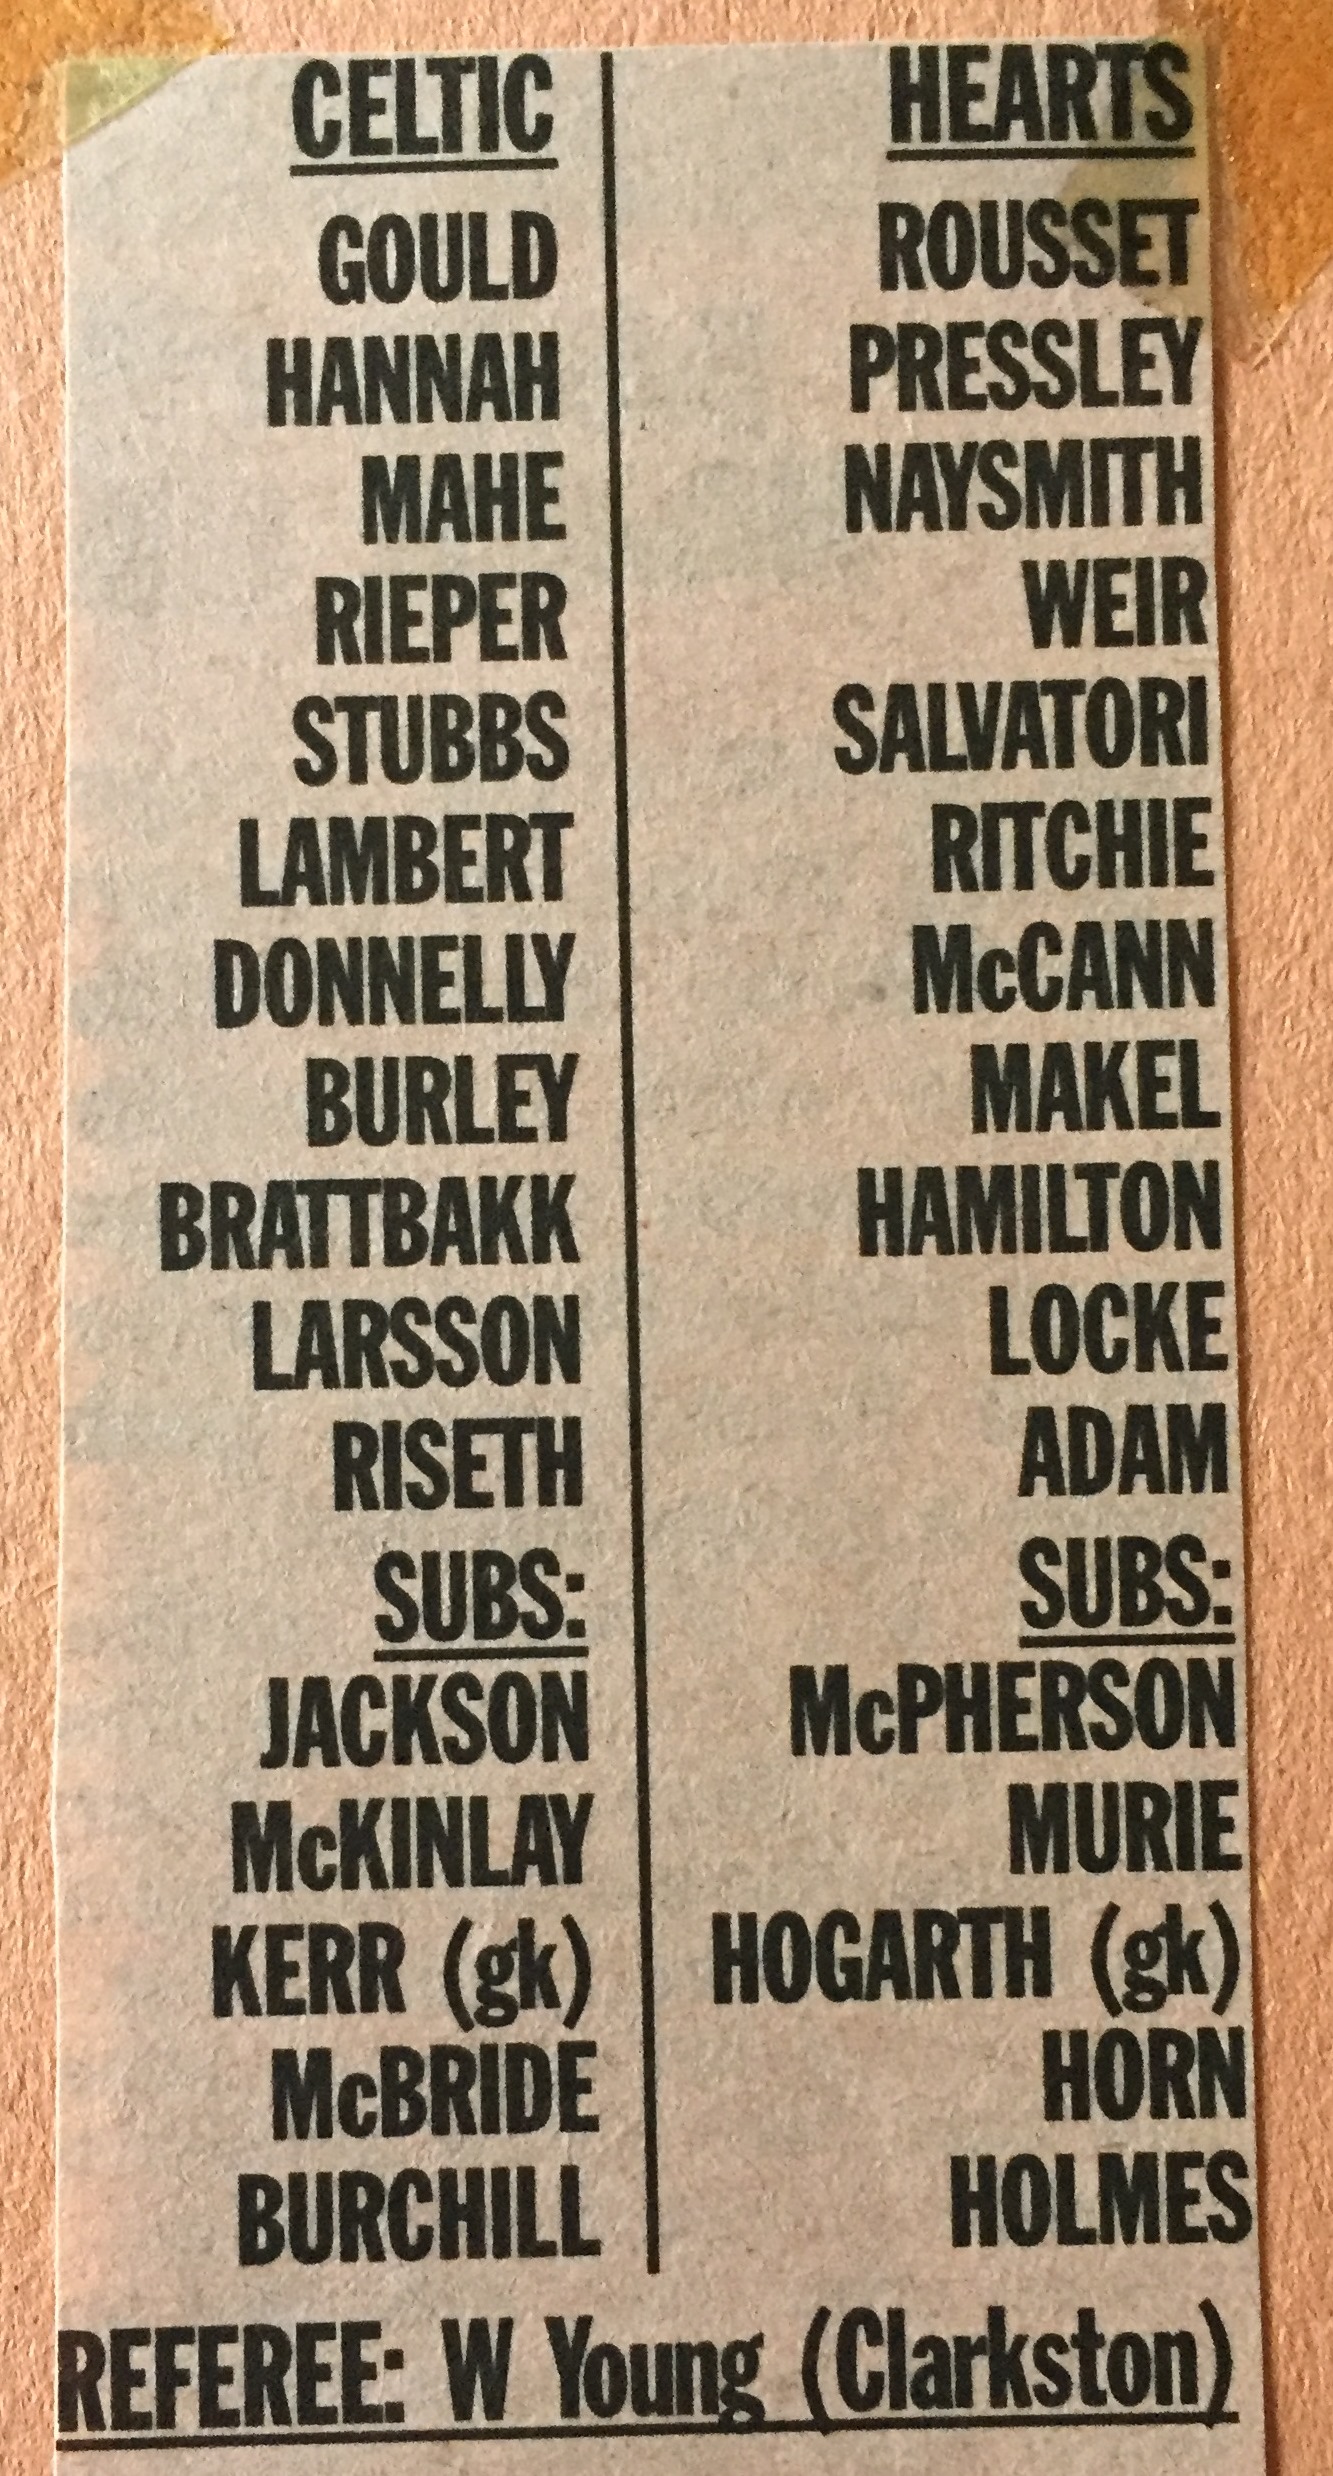 CELTIC HEARTS
GOULD ROUSSET
HANNAH PRESSLEY
MAHE NAYSMITH
RIEPER WEIR
STUBBS SALVATORI
LAMBERT RITCHIE
DONNELLY McCANN
BURLEY MAKEL
BRATTBAKK HAMILTON
LARSSON LOCKE
RISETH ADAM
SUBS: SUBS:
JACKSON McPHERSON
McKINLAY MURIE
KERR (gk) HOGARTH (gk)
McBRIDE HORN
BURCHILL HOLMES
REFEREE: W Young (Clarkston)